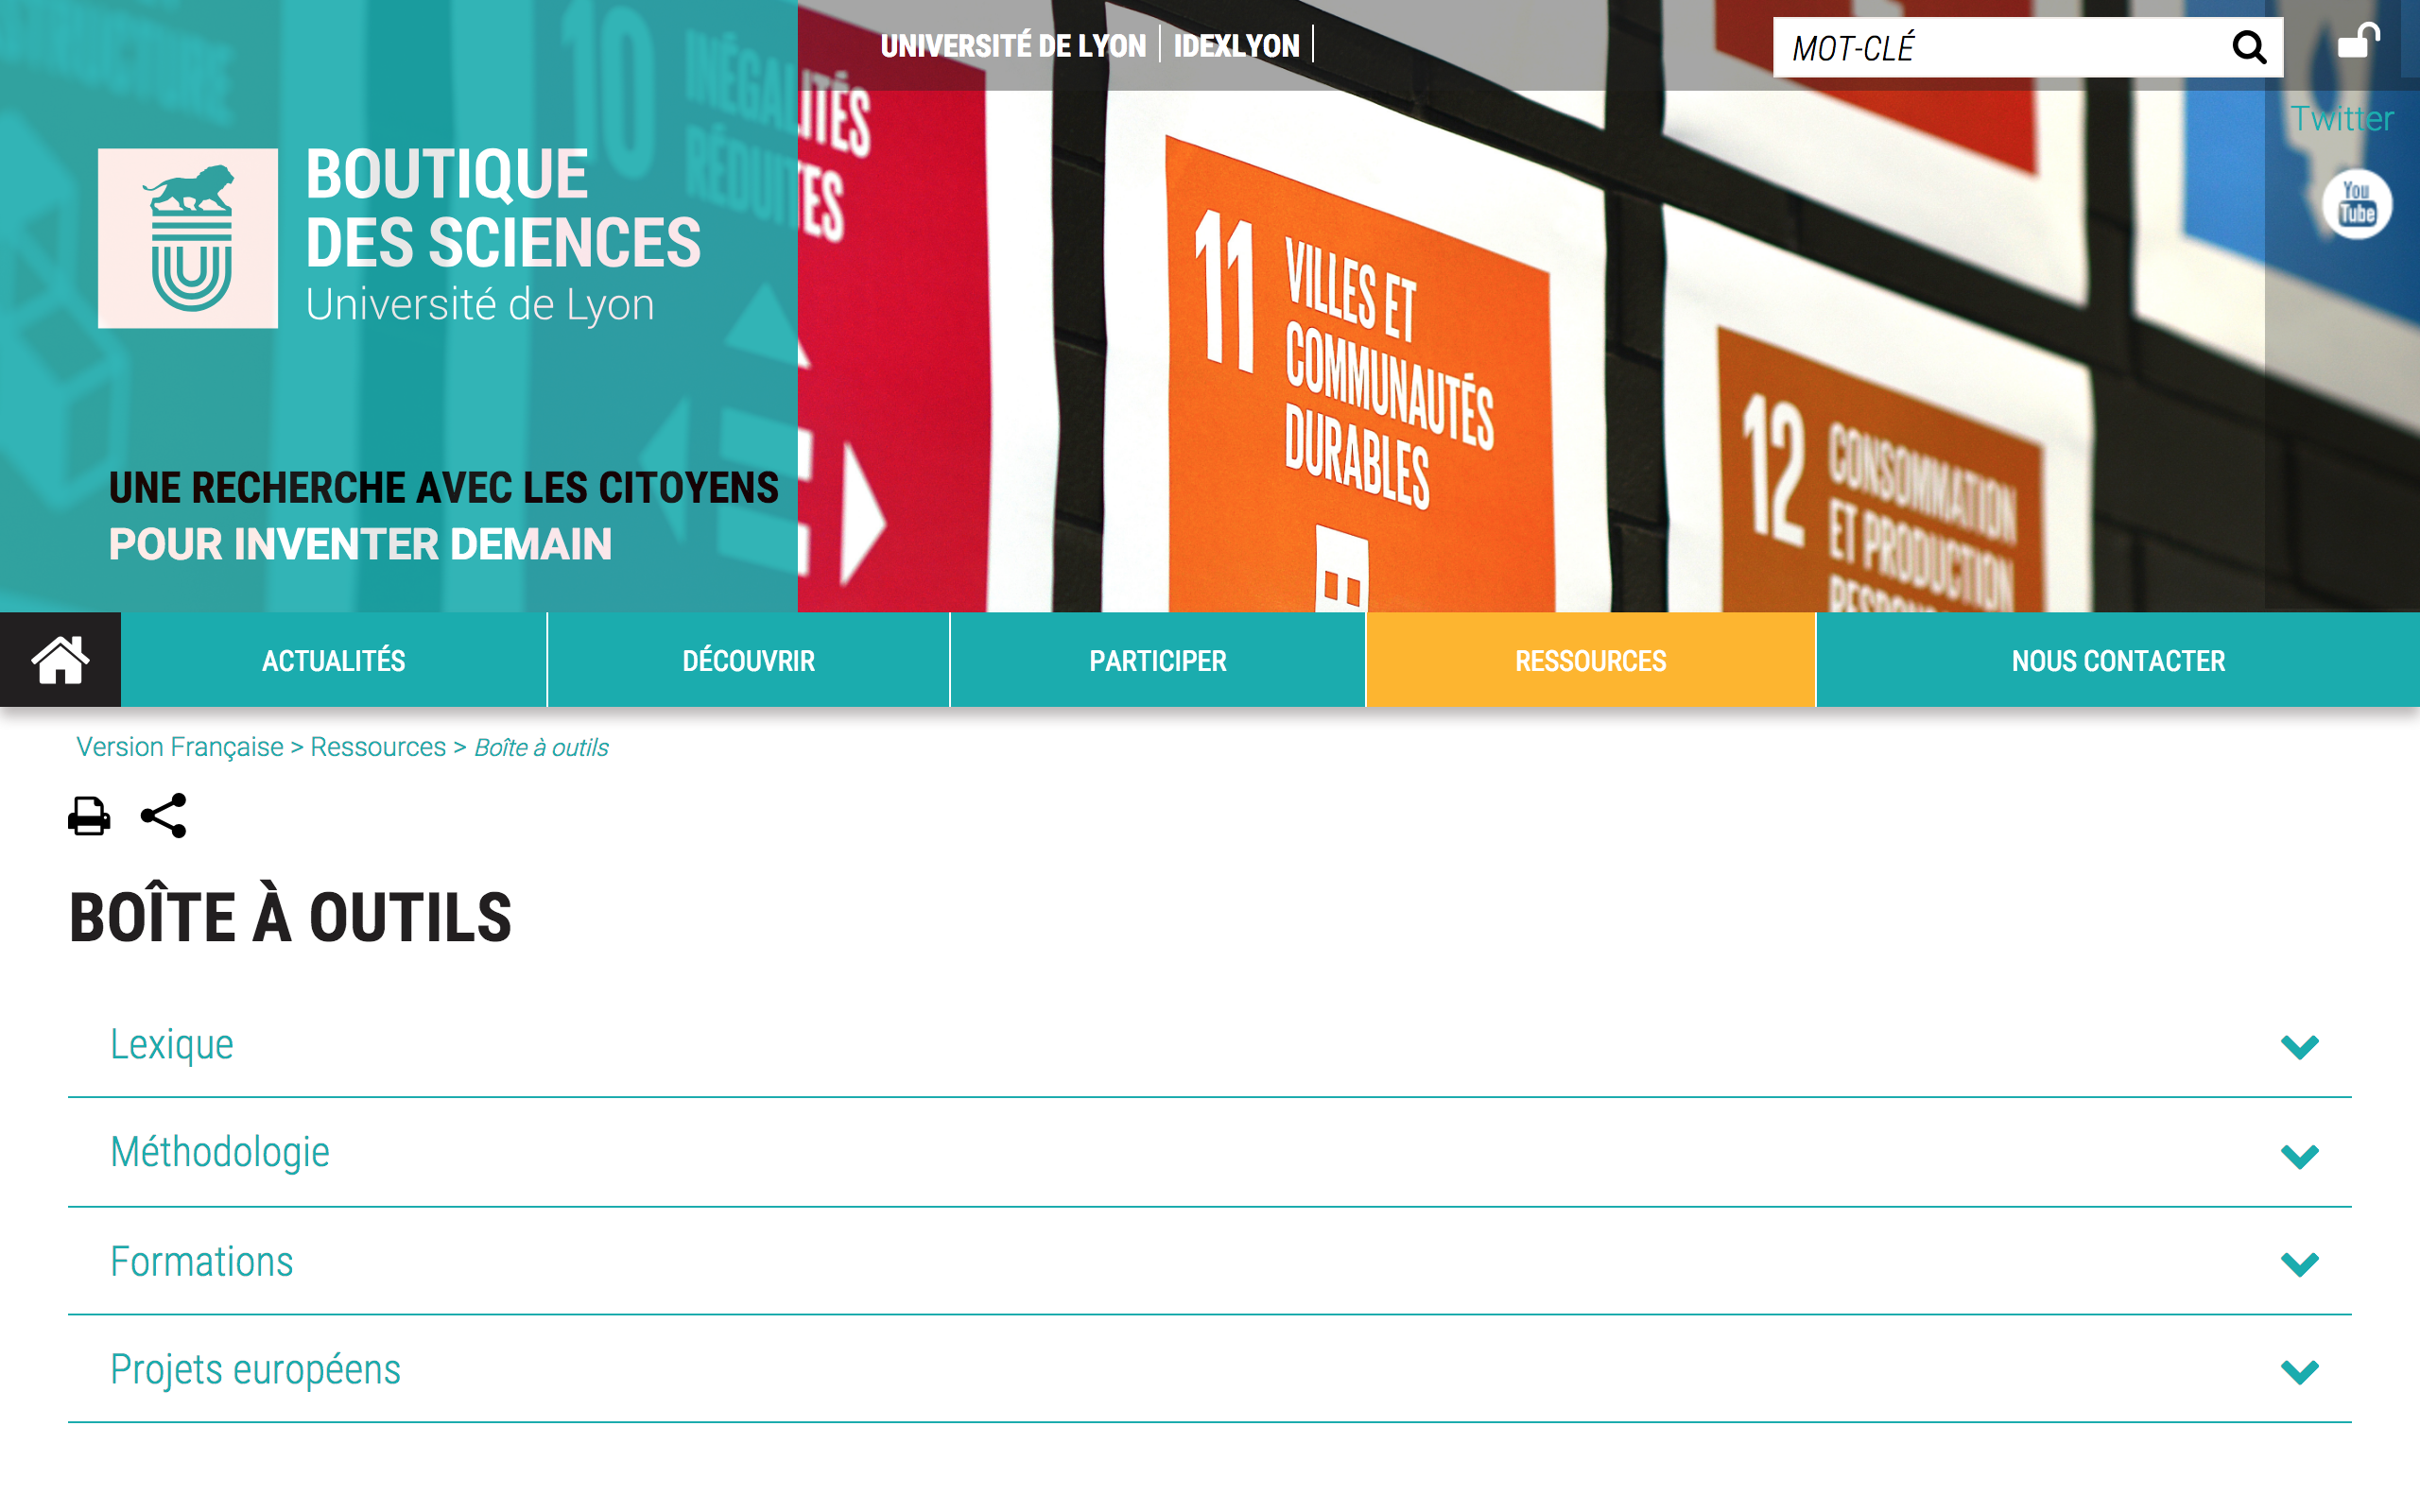 STRUCTURE
10 INÉGALITÉS
RÉDUITES
UNIVERSITÉ DE LYON
IDEXLYON
MOT-CLÉ
Twitter
You
Tube
BOUTIQUE
DES SCIENCES
Université de Lyon
UNE RECHERCHE AVEC LES CITOYENS
POUR INVENTER DEMAIN
11 VILLES ET
COMMUNAUTÉS
DURABLES
12 CONSOMMATION
ET PRODUCTION
ACTUALITÉS
DÉCOUVRIR
PARTICIPER
RESSOURCES
NOUS CONTACTER
Version Française > Ressources > Boîte à outils
BOÎTE À OUTILS
Lexique
Méthodologie
Formations
Projets européens